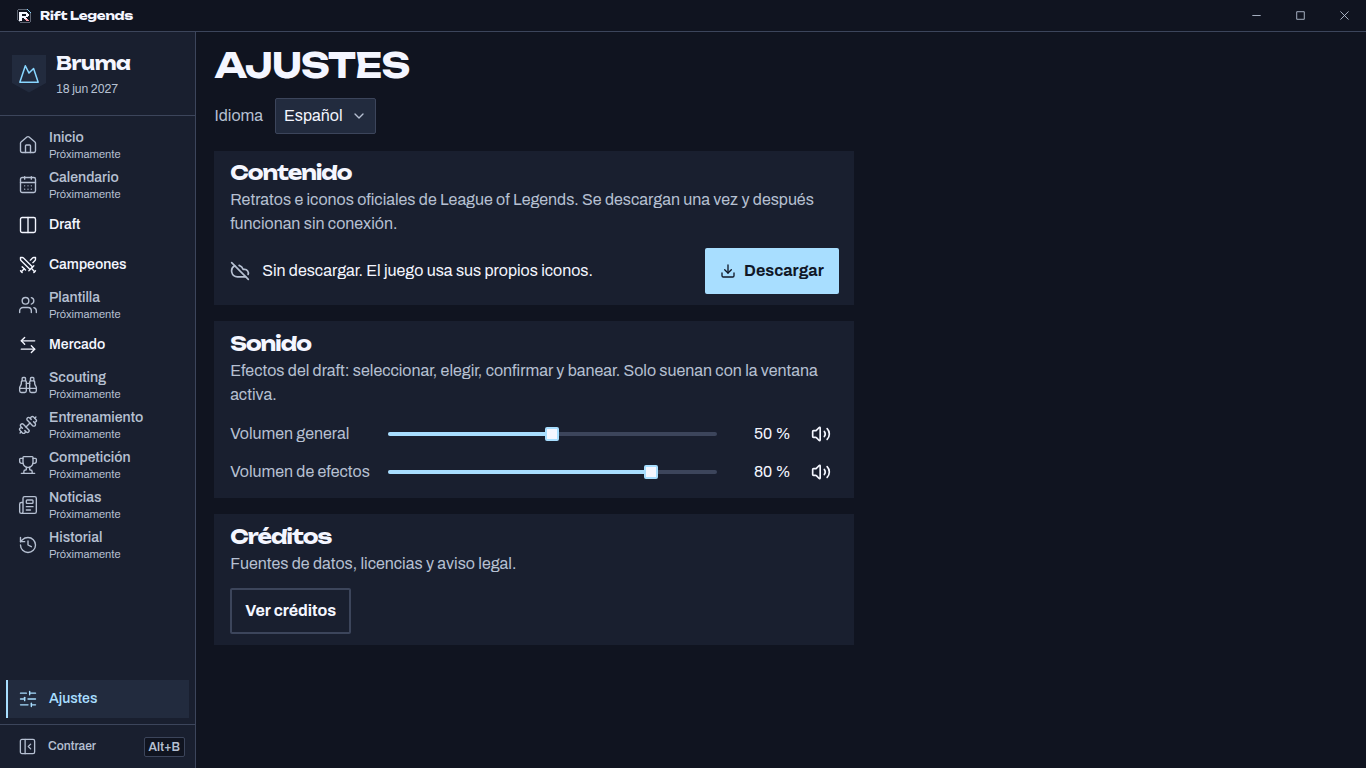 Rift Legends
Bruma
18 jun 2027
Inicio
Próximamente
Calendario
Próximamente
Draft
Campeones
Plantilla
Próximamente
Mercado
Scouting
Próximamente
Entrenamiento
Próximamente
Competición
Próximamente
Noticias
Próximamente
Historial
Próximamente
Ajustes
Contraer Alt+B
AJUSTES
Idioma Español
Contenido
Retratos e iconos oficiales de League of Legends. Se descargan una vez y después
funcionan sin conexión.
Sin descargar. El juego usa sus propios iconos. Descargar
Sonido
Efectos del draft: seleccionar, elegir, confirmar y banear. Solo suenan con la ventana
activa.
Volumen general 50 %
Volumen de efectos 80 %
Créditos
Fuentes de datos, licencias y aviso legal.
Ver créditos